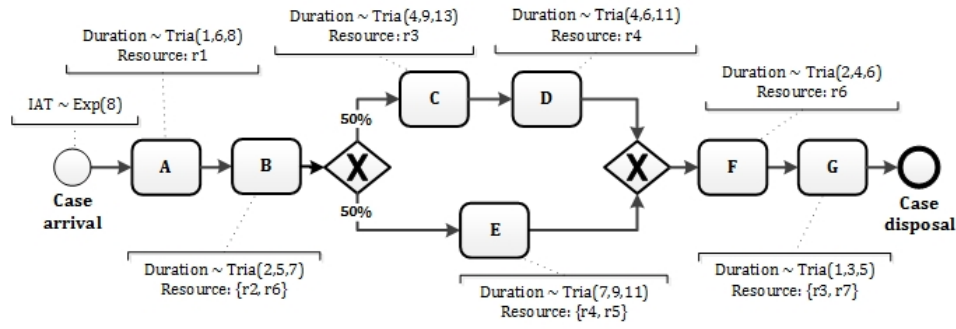 Duration ~ Tria(1,6,8)
Resource: r1
Duration ~ Tria(4,9,13)
Resource: r3
Duration ~ Tria(4,6,11)
Resource: r4
Duration ~ Tria(2,4,6)
Resource: r6
IAT ~ Exp(8)
Case
arrival
A
B
X
50%
50%
C
D
E
X
F
G
Case
disposal
Duration ~ Tria(2,5,7)
Resource: {r2, r6}
Duration ~ Tria(7,9,11)
Resource: {r4, r5}
Duration ~ Tria(1,3,5)
Resource: {r3, r7}